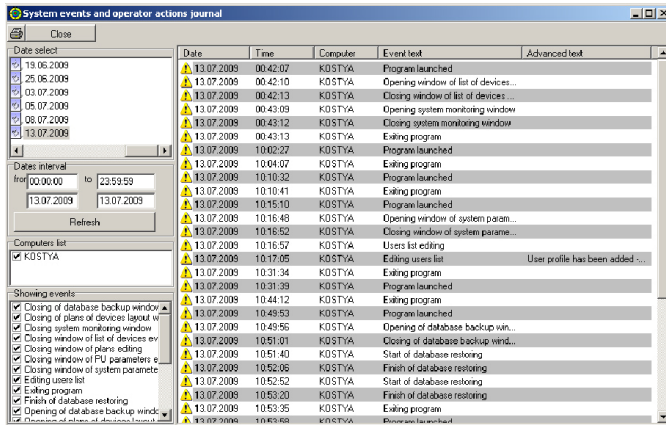 System events and operator actions journal
Close
Date select
19.06.2009
25.06.2009
03.07.2009
05.07.2009
08.07.2009
13.07.2009
Dates interval
from 00:00:00 to 23:59:59
13.07.2009 13.07.2009
Refresh
Computers list
KOSTYA
Showing events
Closing of database backup window
Closing of plans of devices layout w
Closing system monitoring window
Closing window of list of devices ev
Closing window of plans editing
Closing window of PU parameters e
Closing window of system paramete
Editing users list
Exiting program
Finish of database restoring
Opening of database backup windo
Opening of plans of devices layout
Date Time Computer Event text Advanced text
13.07.2009 00:42:07 KOSTYA Program launched
13.07.2009 00:42:10 KOSTYA Opening window of list of devices...
13.07.2009 00:42:13 KOSTYA Closing window of list of devices ...
13.07.2009 00:43:09 KOSTYA Opening system monitoring window
13.07.2009 00:43:12 KOSTYA Closing system monitoring window
13.07.2009 00:43:13 KOSTYA Exiting program
13.07.2009 10:02:27 KOSTYA Program launched
13.07.2009 10:04:07 KOSTYA Exiting program
13.07.2009 10:10:32 KOSTYA Program launched
13.07.2009 10:10:41 KOSTYA Exiting program
13.07.2009 10:15:10 KOSTYA Program launched
13.07.2009 10:16:48 KOSTYA Opening window of system param...
13.07.2009 10:16:52 KOSTYA Closing window of system parame...
13.07.2009 10:16:57 KOSTYA Users list editing
13.07.2009 10:17:05 KOSTYA Editing users list User profile has been added -...
13.07.2009 10:31:34 KOSTYA Exiting program
13.07.2009 10:31:39 KOSTYA Program launched
13.07.2009 10:44:12 KOSTYA Exiting program
13.07.2009 10:49:53 KOSTYA Program launched
13.07.2009 10:49:56 KOSTYA Opening of database backup win...
13.07.2009 10:51:01 KOSTYA Closing of database backup wind...
13.07.2009 10:51:40 KOSTYA Start of database restoring
13.07.2009 10:52:06 KOSTYA Finish of database restoring
13.07.2009 10:52:52 KOSTYA Start of database restoring
13.07.2009 10:53:20 KOSTYA Finish of database restoring
13.07.2009 10:53:35 KOSTYA Exiting program
13.07.2009 10:53:59 KOSTYA Program launched